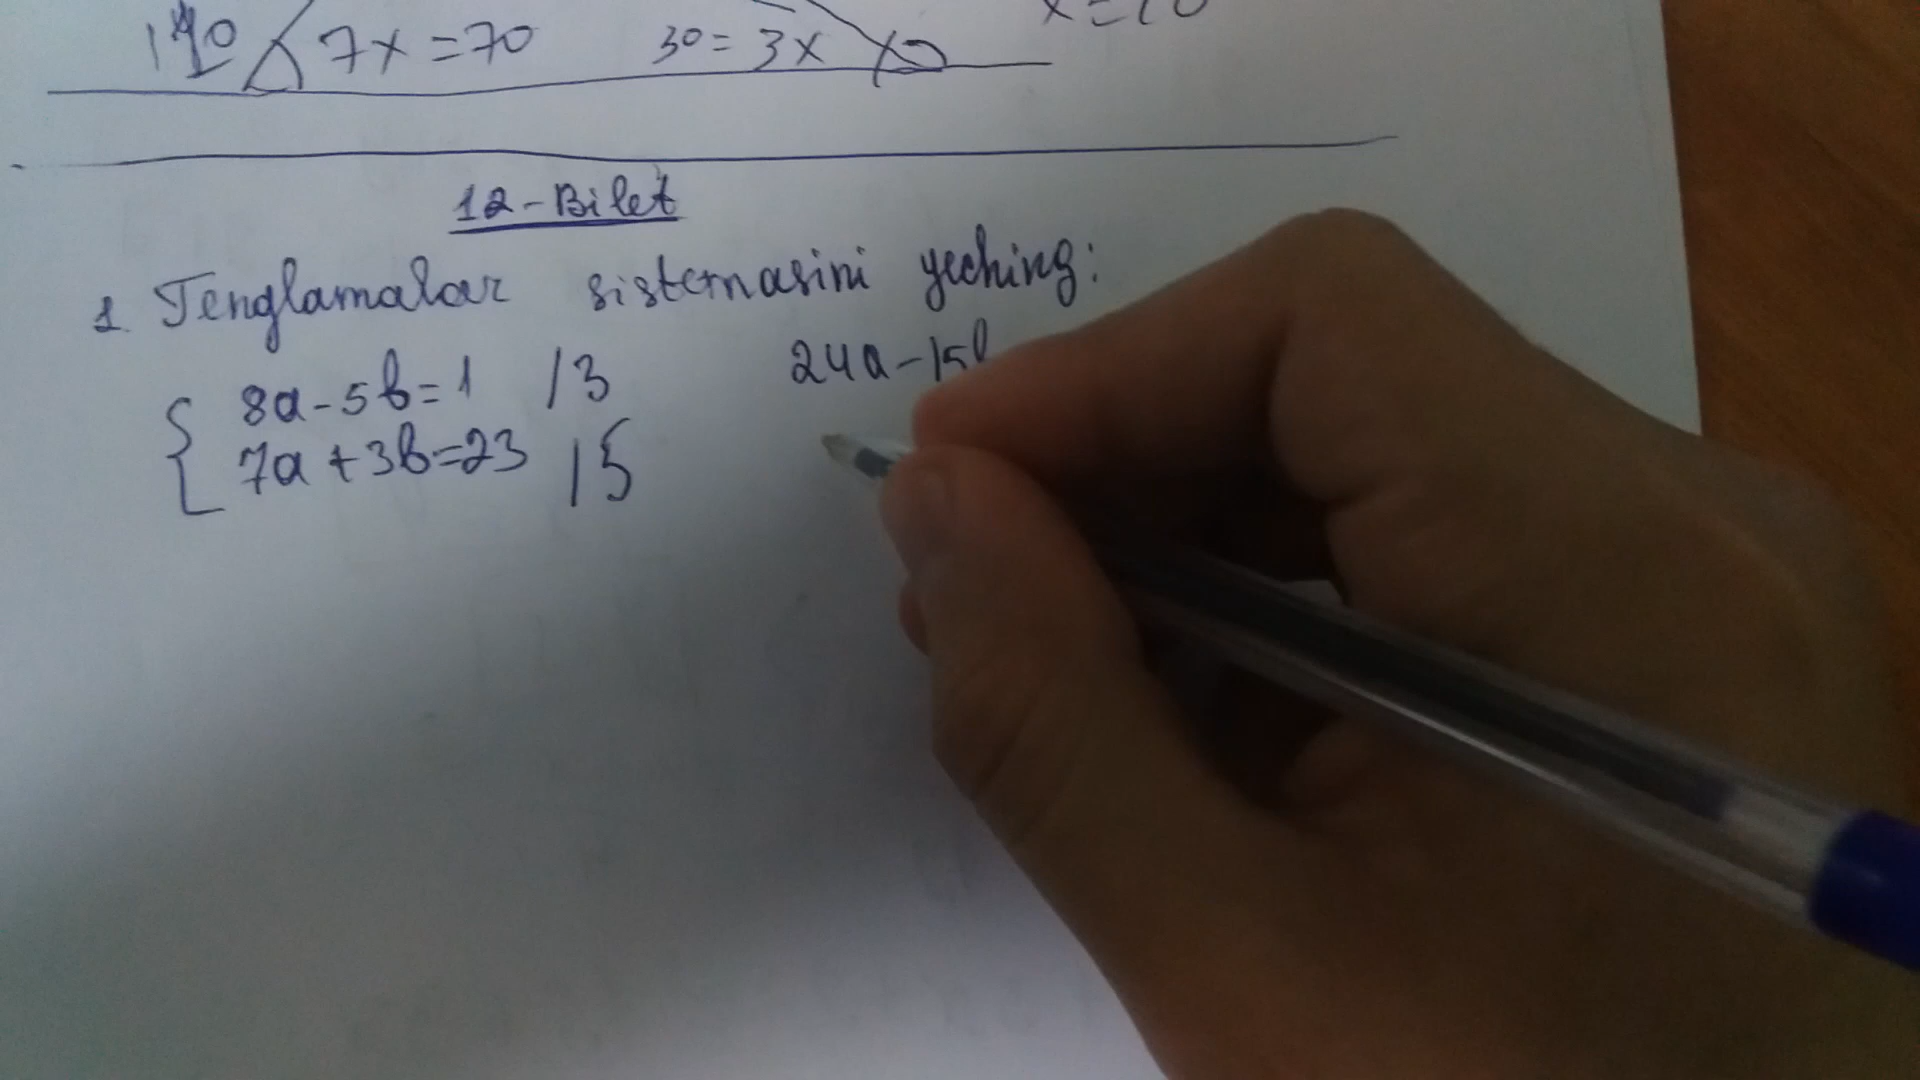 7x=70 30=3x
12-Bilet
1. Tenglamalar sistemasini yeching:
8a-5b=1 /3 24a-15b
7a+3b=23 /5